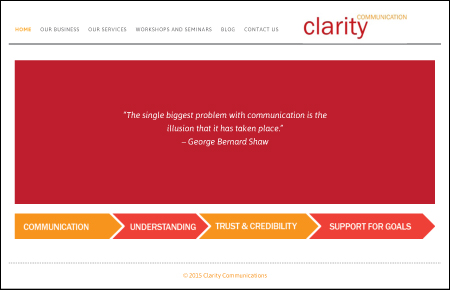 HOME OUR BUSINESS OUR SERVICES WORKSHOPS AND SEMINARS BLOG CONTACT US
COMMUNICATION
clarity
"The single biggest problem with communication is the
illusion that it has taken place."
– George Bernard Shaw
COMMUNICATION UNDERSTANDING TRUST & CREDIBILITY SUPPORT FOR GOALS
© 2015 Clarity Communications